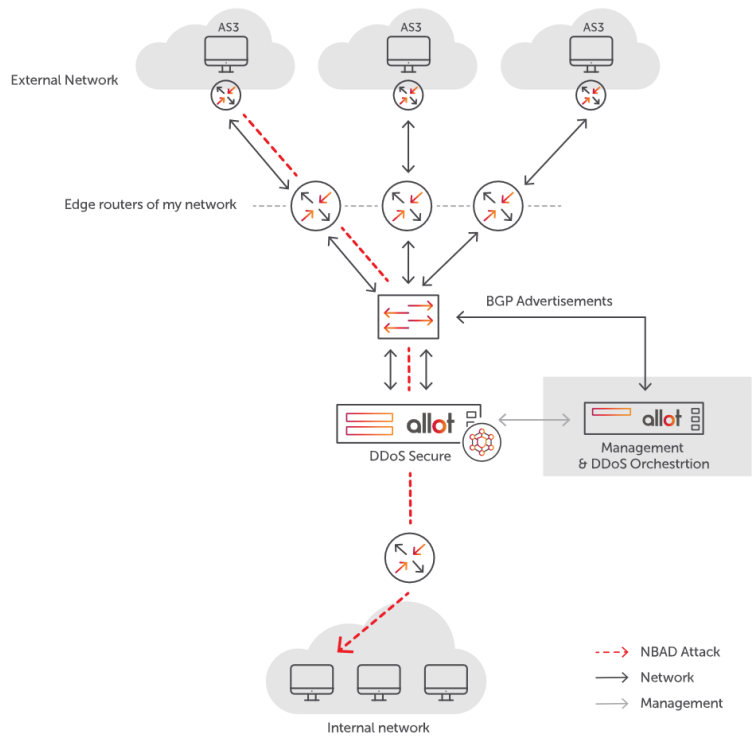 AS3
AS3
AS3
External Network
Edge routers of my network
BGP Advertisements
allot
DDoS Secure
allot
Management
& DDoS Orchestrtion
Internal network
NBAD Attack
Network
Management